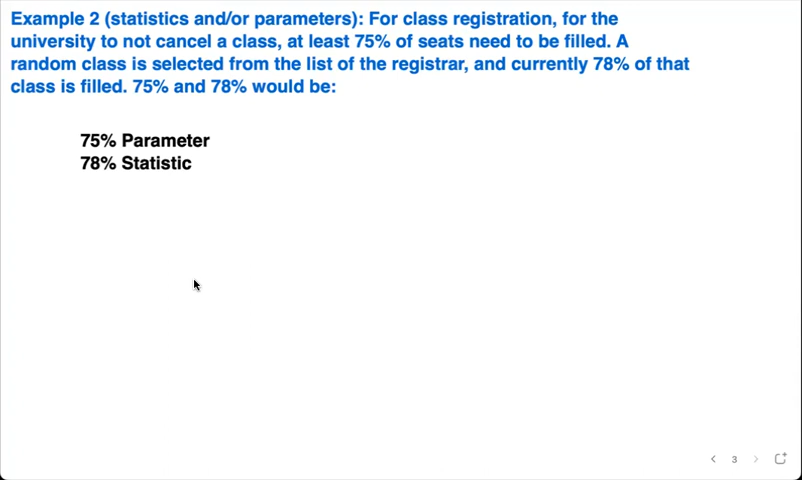 Example 2 (statistics and/or parameters): For class registration, for the
university to not cancel a class, at least 75% of seats need to be filled. A
random class is selected from the list of the registrar, and currently 78% of that
class is filled. 75% and 78% would be:
75% Parameter
78% Statistic
3